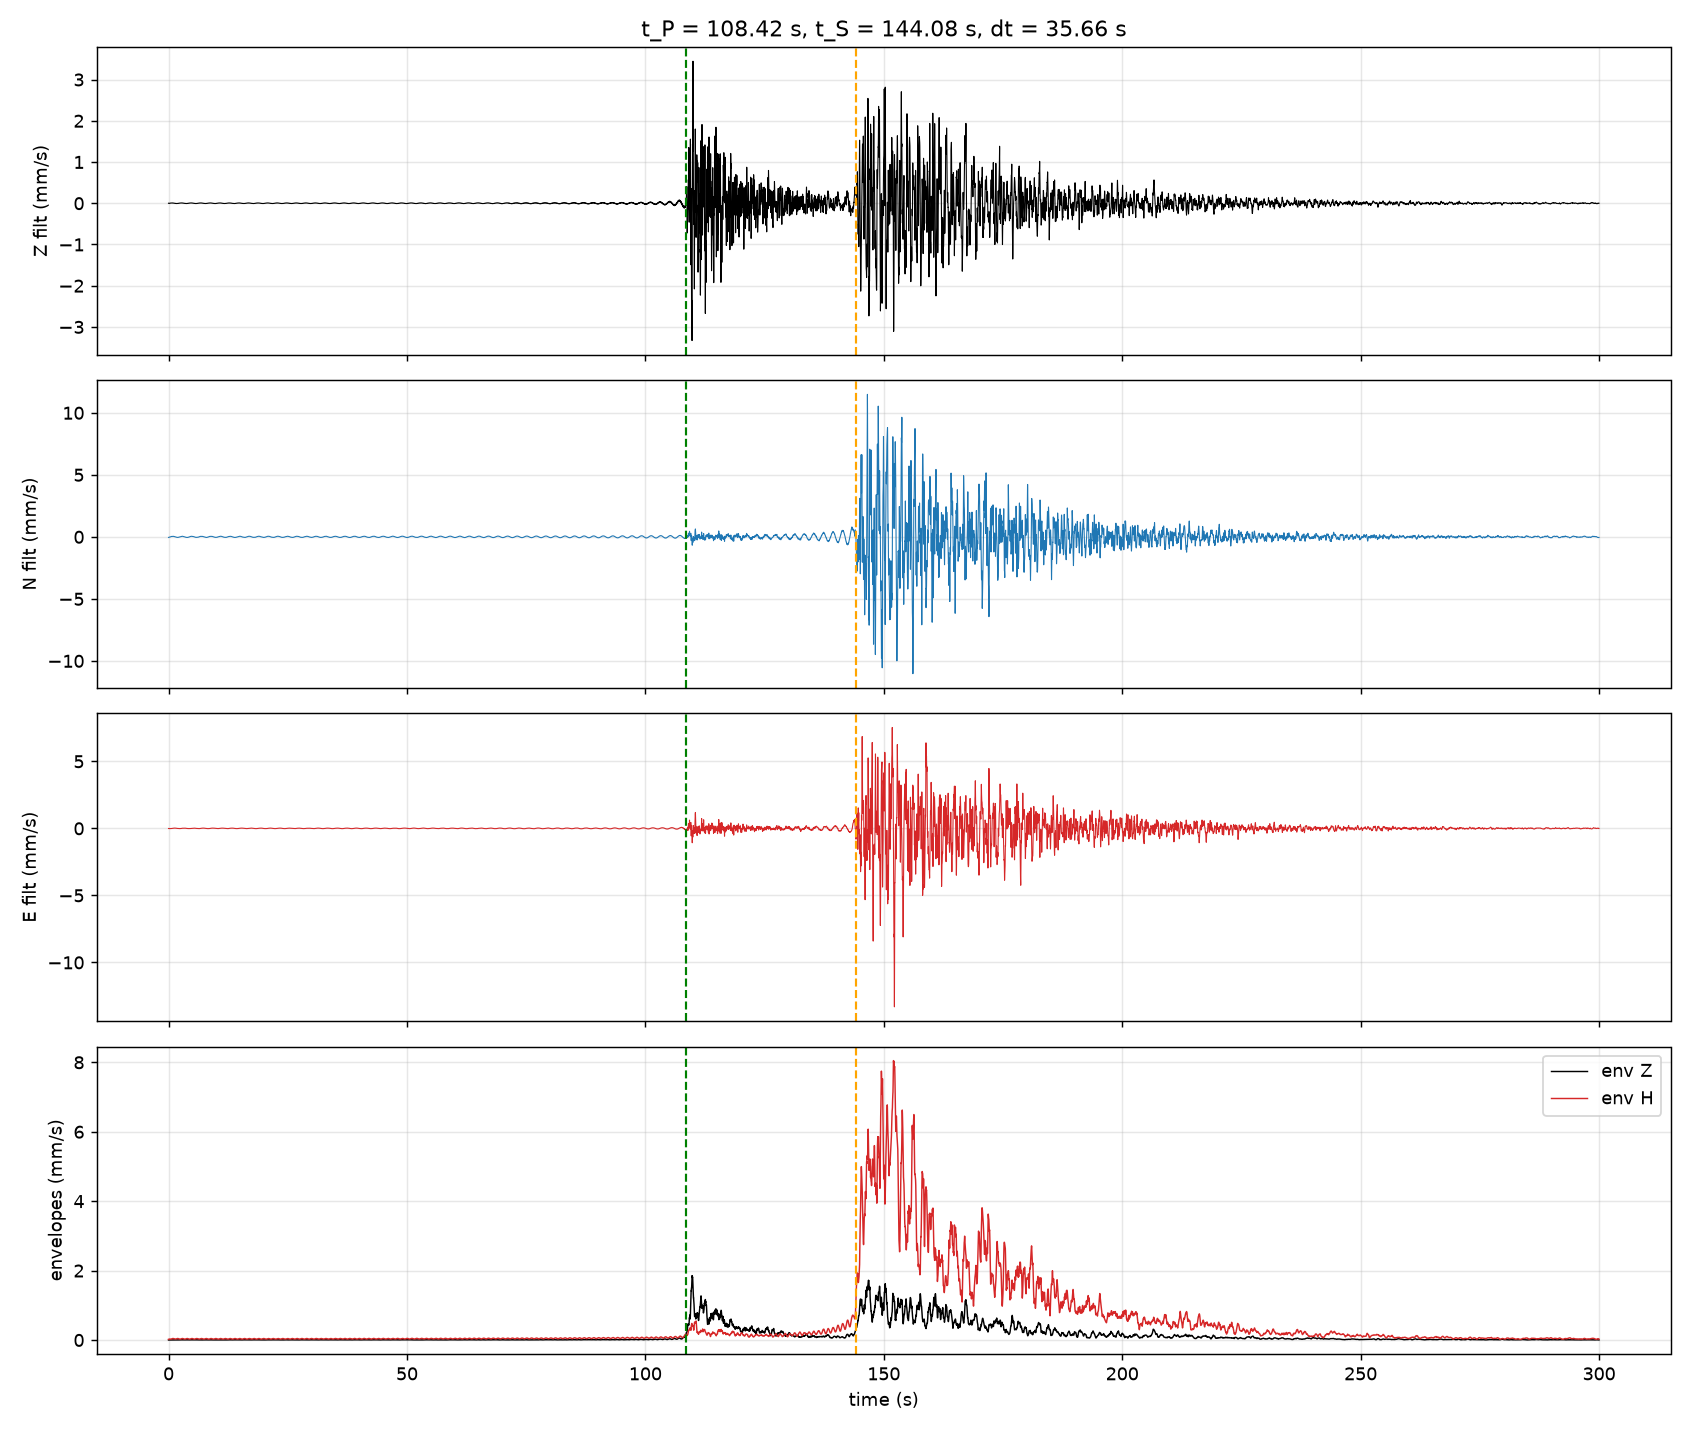 t_P = 108.42 s, t_S = 144.08 s, dt = 35.66 s
Z filt (mm/s)
3
2
1
0
−1
−2
−3
N filt (mm/s)
10
5
0
−5
−10
E filt (mm/s)
5
0
−5
−10
envelopes (mm/s)
8
6
4
2
0
env Z
env H
0 50 100 150 200 250 300
time (s)